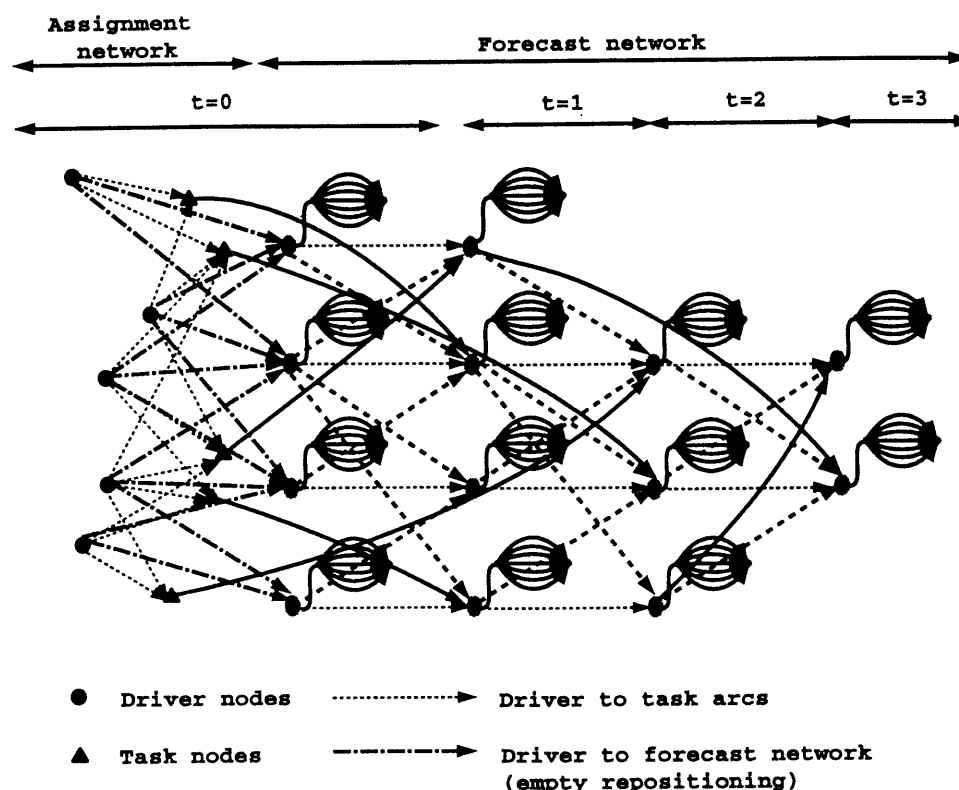 Assignment
network
Forecast network
t=0
t=1
t=2
t=3
Driver nodes
Driver to task arcs
Task nodes
Driver to forecast network
(empty repositioning)